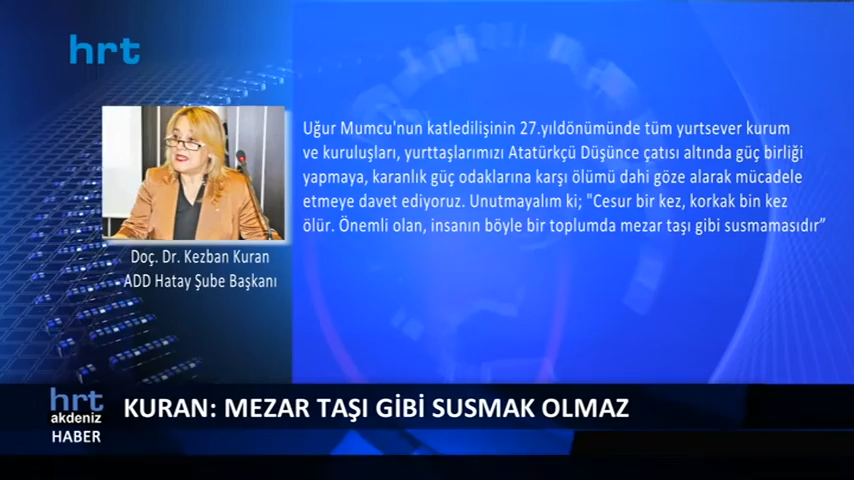 hrt
Uğur Mumcu'nun katledilişinin 27.yıldönümünde tüm yurtsever kurum
ve kuruluşları, yurttaşlarımızı Atatürkçü Düşünce çatısı altında güç birliği
yapmaya, karanlık güç odaklarına karşı ölümü dahi göze alarak mücadele
etmeye davet ediyoruz. Unutmayalım ki; "Cesur bir kez, korkak bin kez
ölür. Önemli olan, insanın böyle bir toplumda mezar taşı gibi susmamasıdır”
Doç. Dr. Kezban Kuran
ADD Hatay Şube Başkanı
hrt
akdeniz
HABER
KURAN: MEZAR TAŞI GİBİ SUSMAK OLMAZ